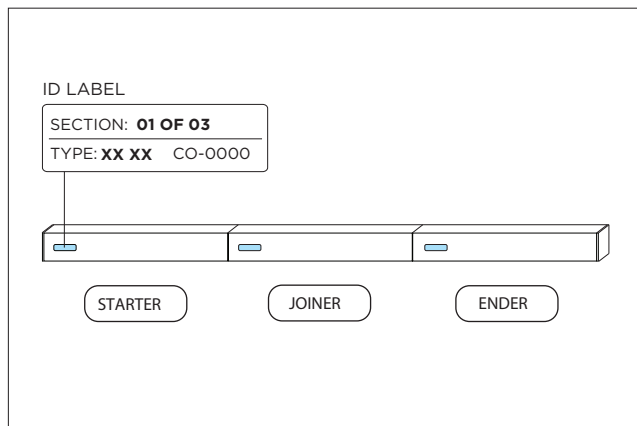 ID LABEL
SECTION: 01 OF 03
TYPE: XX XX CO-0000
STARTER
JOINER
ENDER